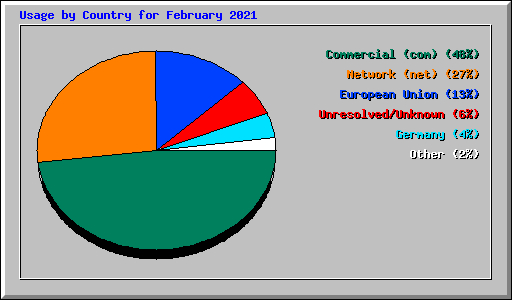 Usage by Country for February 2021
Commercial (com) (48%)
Network (net) (27%)
European Union (13%)
Unresolved/Unknown (6%)
Germany (4%)
Other (2%)